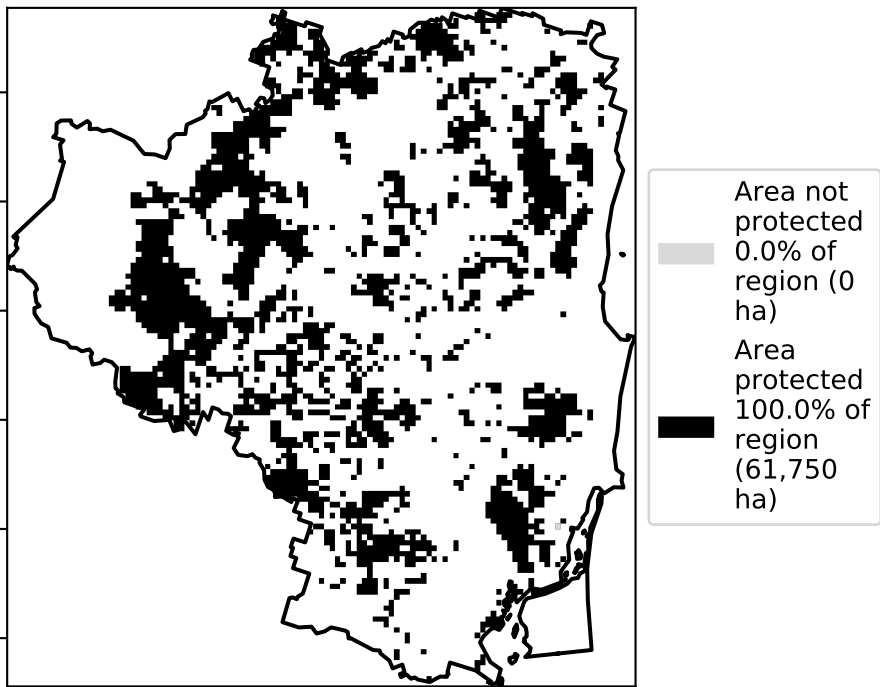 Area not
protected
0.0% of
region (0
ha)
Area
protected
100.0% of
region
(61,750
ha)